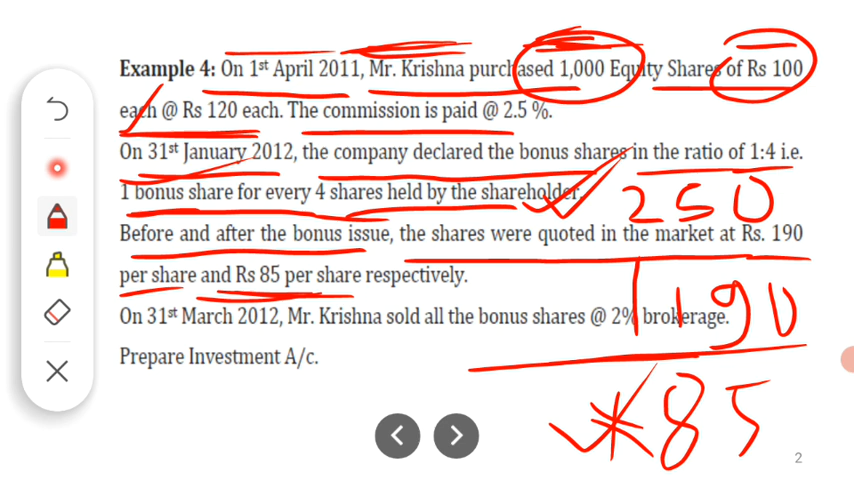 Example 4: On 1st April 2011, Mr. Krishna purchased 1,000 Equity Shares of Rs 100
each @ Rs 120 each. The commission is paid @ 2.5 %.
On 31st January 2012, the company declared the bonus shares in the ratio of 1:4 i.e.
1 bonus share for every 4 shares held by the shareholder.
250
Before and after the bonus issue, the shares were quoted in the market at Rs. 190
per share and Rs 85 per share respectively.
190
On 31st March 2012, Mr. Krishna sold all the bonus shares @ 2% brokerage.
Prepare Investment A/c.
85
2